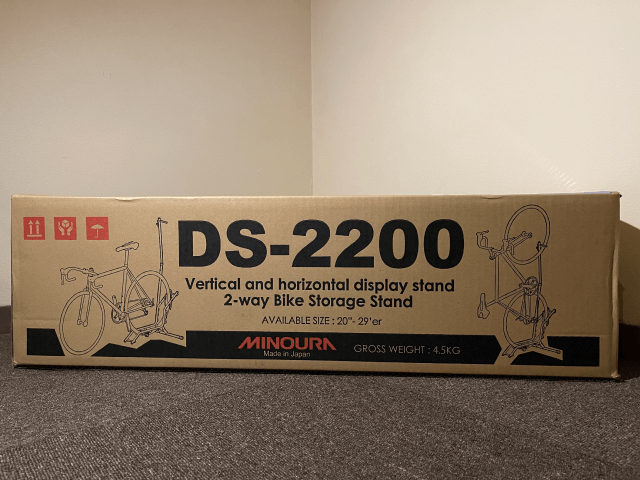 DS-2200
Vertical and horizontal display stand
2-way Bike Storage Stand
AVAILABLE SIZE : 20"- 29'er
MINOURA
Made in Japan
GROSS WEIGHT : 4.5KG